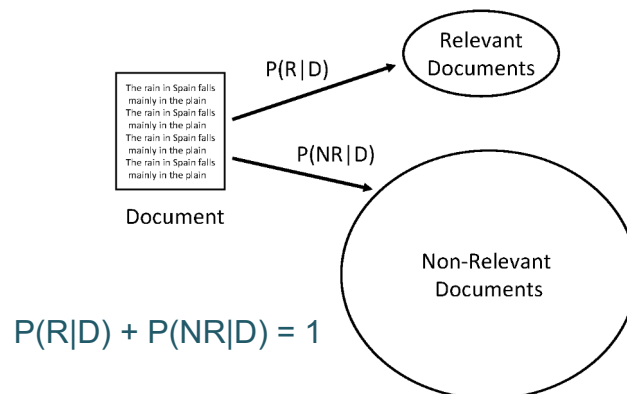 Relevant
Documents
P(R|D)
The rain in Spain falls
mainly in the plain
The rain in Spain falls
mainly in the plain
The rain in Spain falls
mainly in the plain
The rain in Spain falls
mainly in the plain
P(NR|D)
Document
Non-Relevant
Documents
P(R|D) + P(NR|D) = 1